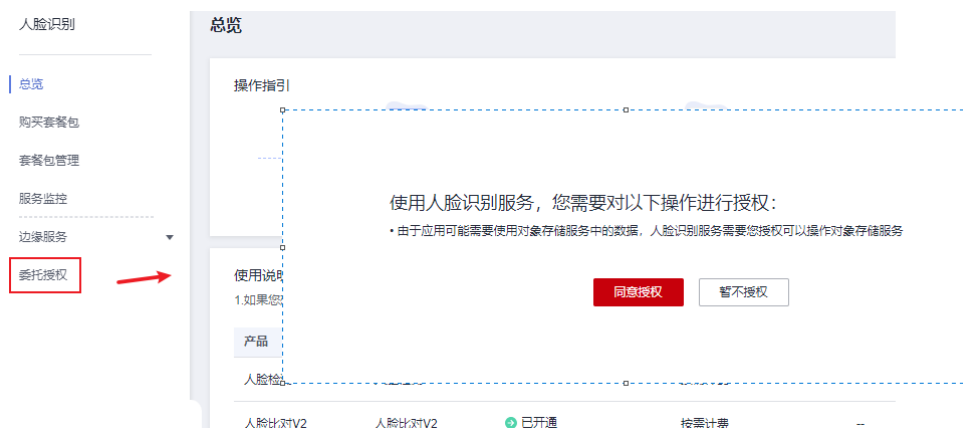 人脸识别
总览
购买套餐包
套餐包管理
服务监控
边缘服务
委托授权
总览
操作指引
使用人脸识别服务，您需要对以下操作进行授权：
•由于应用可能需要使用对象存储服务中的数据，人脸识别服务需要您授权可以操作对象存储服务
同意授权 暂不授权
使用说明
1.如果您
产品
人脸检
人脸比对V2 人脸比对V2 已开通 按需计费 --